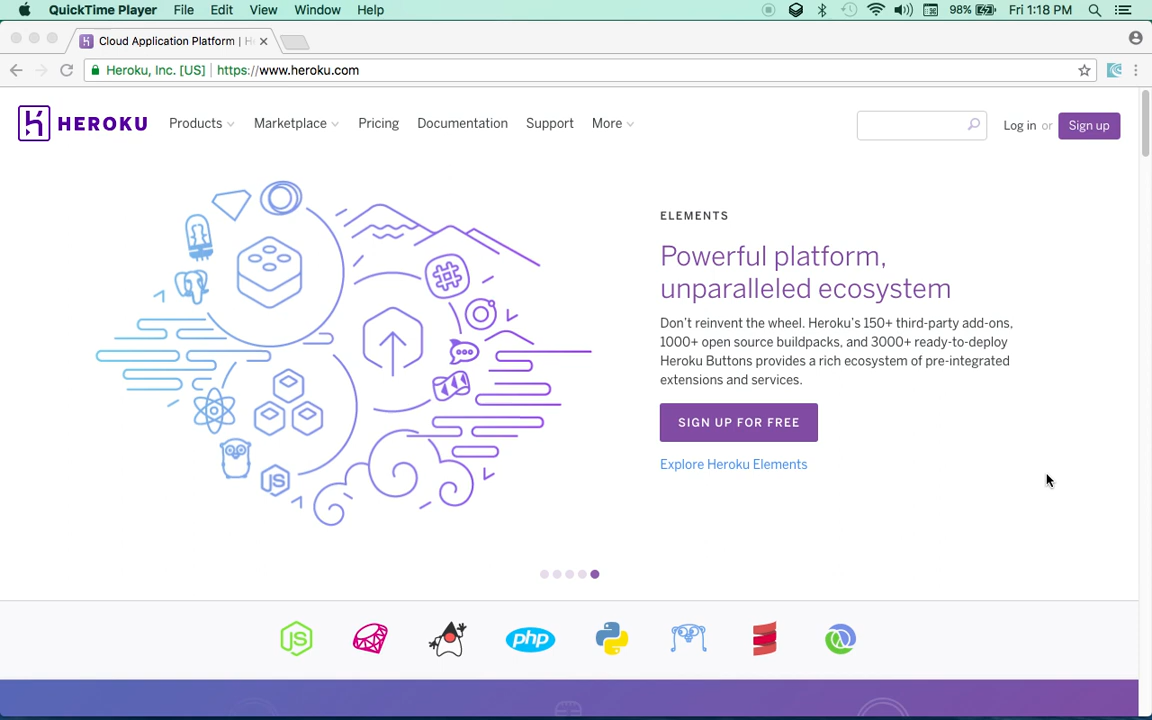 QuickTime Player File Edit View Window Help 98% Fri 1:18 PM
Cloud Application Platform | H
Heroku, Inc. [US] https://www.heroku.com
HEROKU Products Marketplace Pricing Documentation Support More Log in or Sign up
ELEMENTS
Powerful platform,
unparalleled ecosystem
Don't reinvent the wheel. Heroku's 150+ third-party add-ons,
1000+ open source buildpacks, and 3000+ ready-to-deploy
Heroku Buttons provides a rich ecosystem of pre-integrated
extensions and services.
SIGN UP FOR FREE
Explore Heroku Elements
JS
JS php